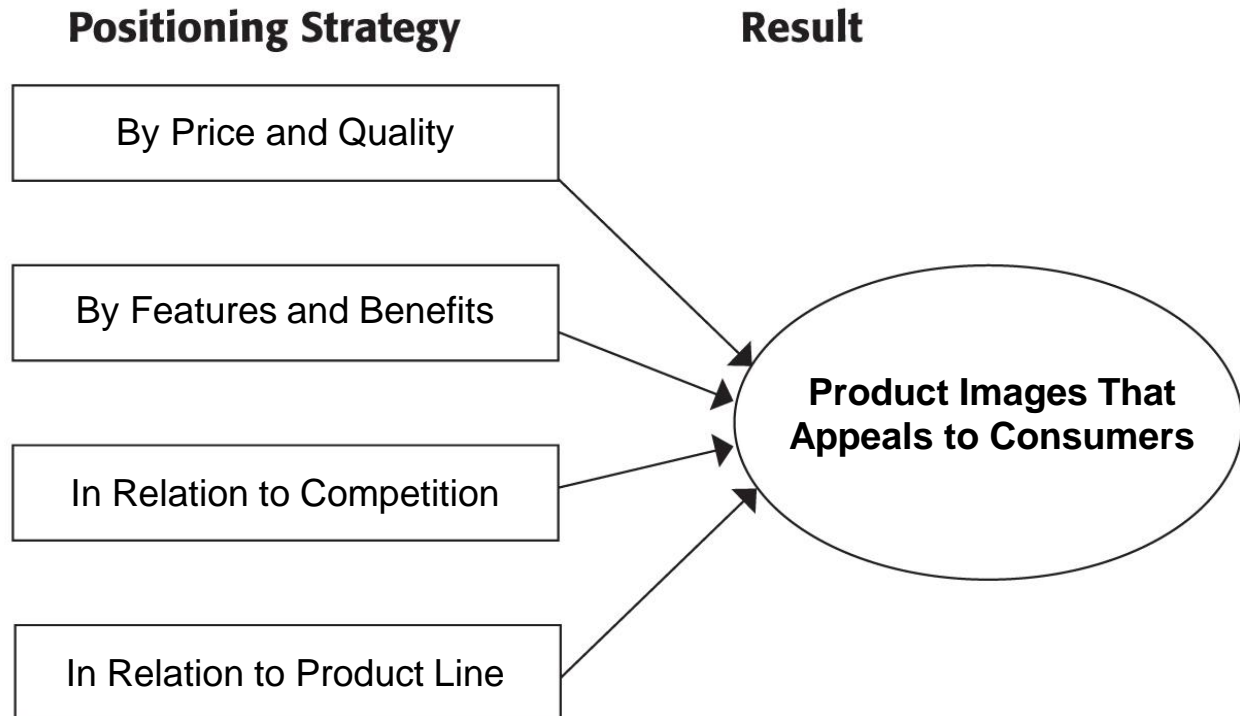 Positioning Strategy
Result
By Price and Quality
By Features and Benefits
In Relation to Competition
In Relation to Product Line
Product Images That
Appeals to Consumers